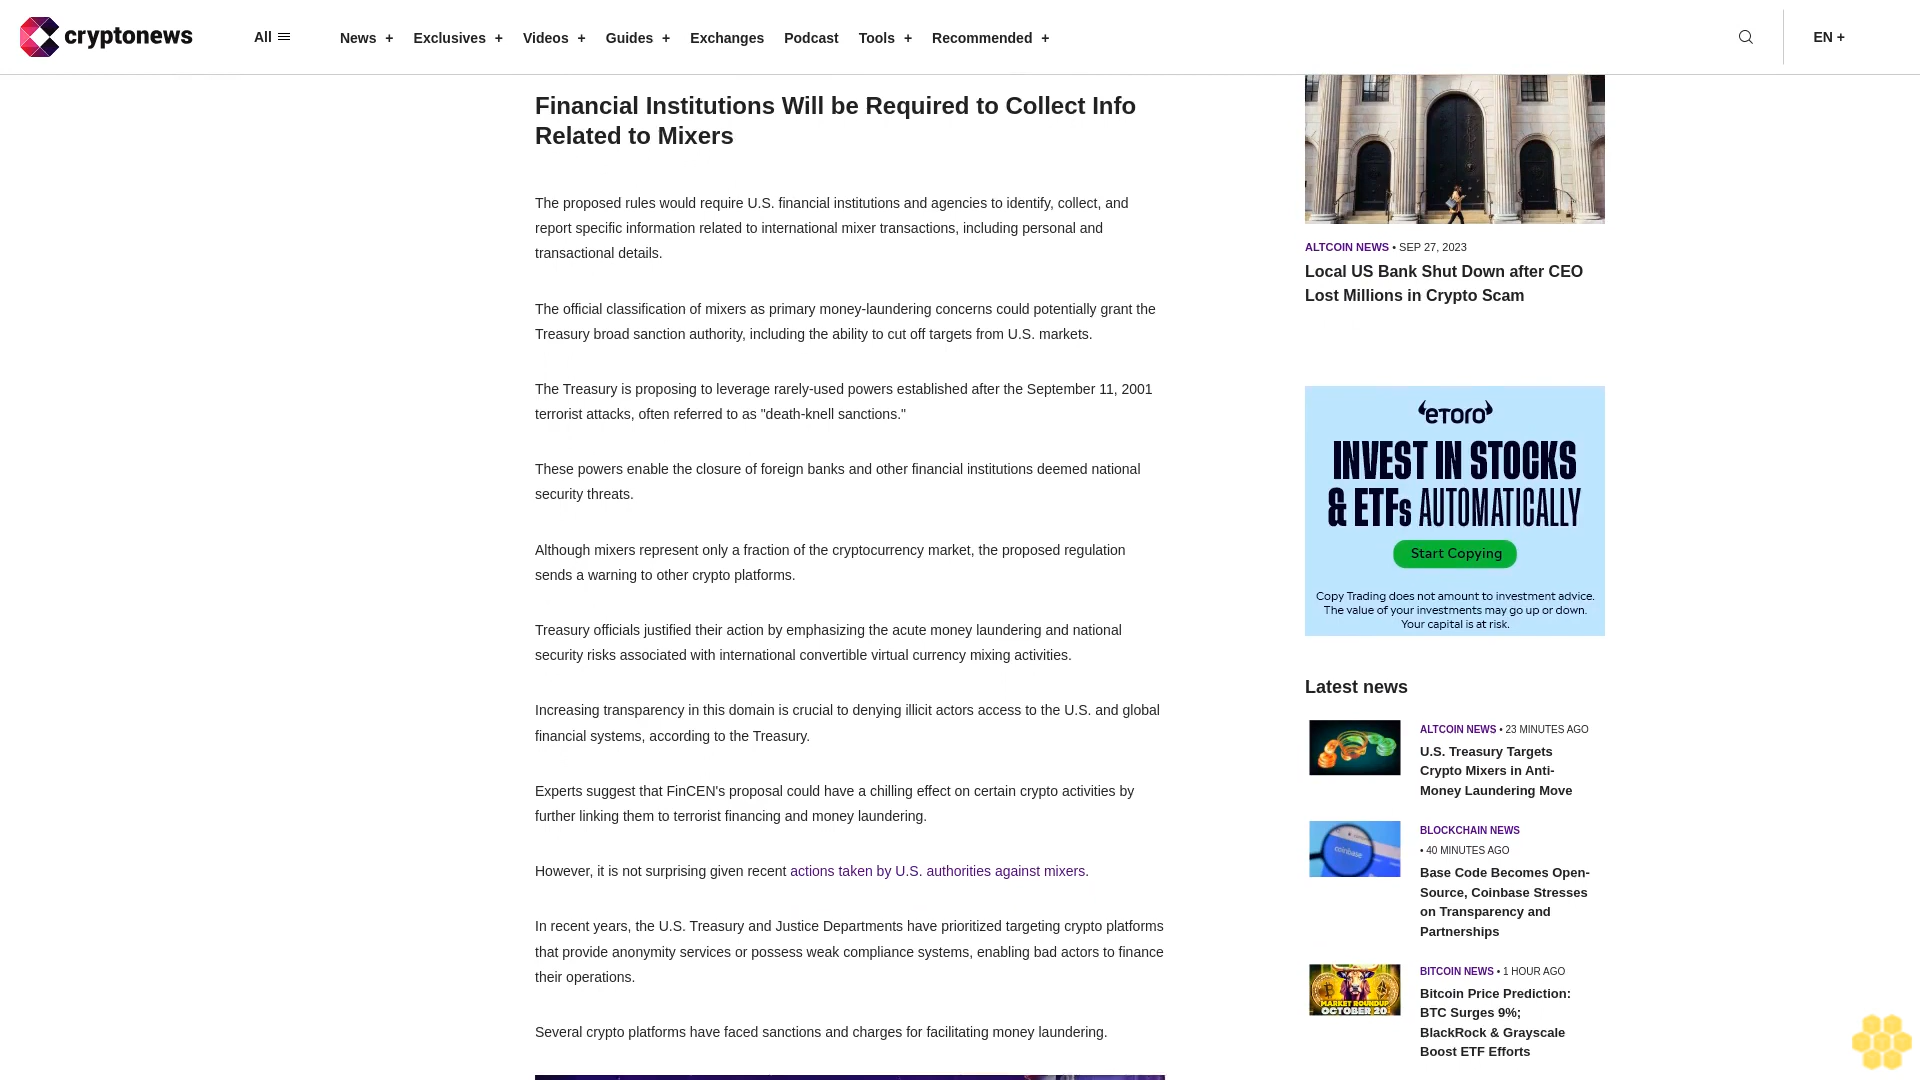 cryptonews
All
News +
Exclusives +
Videos +
Guides +
Exchanges
Podcast
Tools +
Recommended +
EN +
Financial Institutions Will be Required to Collect Info
Related to Mixers
The proposed rules would require U.S. financial institutions and agencies to identify, collect, and
report specific information related to international mixer transactions, including personal and
transactional details.
The official classification of mixers as primary money-laundering concerns could potentially grant the
Treasury broad sanction authority, including the ability to cut off targets from U.S. markets.
The Treasury is proposing to leverage rarely-used powers established after the September 11, 2001
terrorist attacks, often referred to as "death-knell sanctions."
These powers enable the closure of foreign banks and other financial institutions deemed national
security threats.
Although mixers represent only a fraction of the cryptocurrency market, the proposed regulation
sends a warning to other crypto platforms.
Treasury officials justified their action by emphasizing the acute money laundering and national
security risks associated with international convertible virtual currency mixing activities.
Increasing transparency in this domain is crucial to denying illicit actors access to the U.S. and global
financial systems, according to the Treasury.
Experts suggest that FinCEN's proposal could have a chilling effect on certain crypto activities by
further linking them to terrorist financing and money laundering.
However, it is not surprising given recent actions taken by U.S. authorities against mixers.
In recent years, the U.S. Treasury and Justice Departments have prioritized targeting crypto platforms
that provide anonymity services or possess weak compliance systems, enabling bad actors to finance
their operations.
Several crypto platforms have faced sanctions and charges for facilitating money laundering.
ALTCOIN NEWS • SEP 27, 2023
Local US Bank Shut Down after CEO
Lost Millions in Crypto Scam
eToro
INVEST IN STOCKS
& ETFs AUTOMATICALLY
Start Copying
Copy Trading does not amount to investment advice.
The value of your investments may go up or down.
Your capital is at risk.
Latest news
ALTCOIN NEWS • 23 MINUTES AGO
U.S. Treasury Targets
Crypto Mixers in Anti-
Money Laundering Move
coinbase
BLOCKCHAIN NEWS
• 40 MINUTES AGO
Base Code Becomes Open-
Source, Coinbase Stresses
on Transparency and
Partnerships
MARKET ROUNDUP
OCTOBER 20
BITCOIN NEWS • 1 HOUR AGO
Bitcoin Price Prediction:
BTC Surges 9%;
BlackRock & Grayscale
Boost ETF Efforts